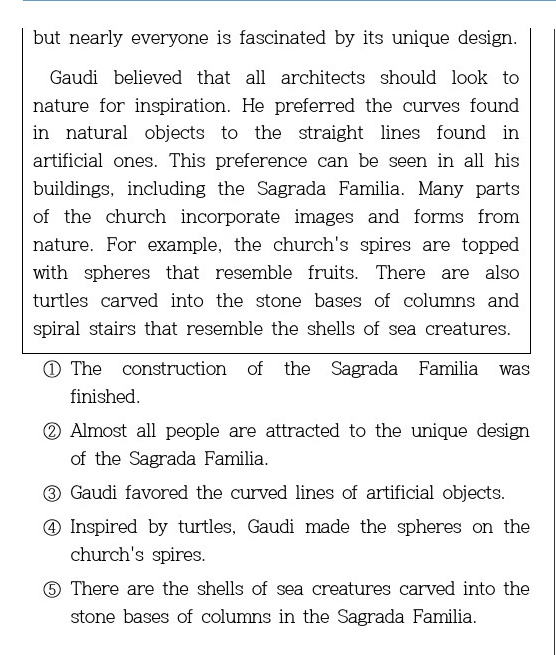 but nearly everyone is fascinated by its unique design.
Gaudi believed that all architects should look to
nature for inspiration. He preferred the curves found
in natural objects to the straight lines found in
artificial ones. This preference can be seen in all his
buildings, including the Sagrada Familia. Many parts
of the church incorporate images and forms from
nature. For example, the church's spires are topped
with spheres that resemble fruits. There are also
turtles carved into the stone bases of columns and
spiral stairs that resemble the shells of sea creatures.
① The construction of the Sagrada Familia was
finished.
② Almost all people are attracted to the unique design
of the Sagrada Familia.
③ Gaudi favored the curved lines of artificial objects.
④ Inspired by turtles, Gaudi made the spheres on the
church's spires.
⑤ There are the shells of sea creatures carved into the
stone bases of columns in the Sagrada Familia.